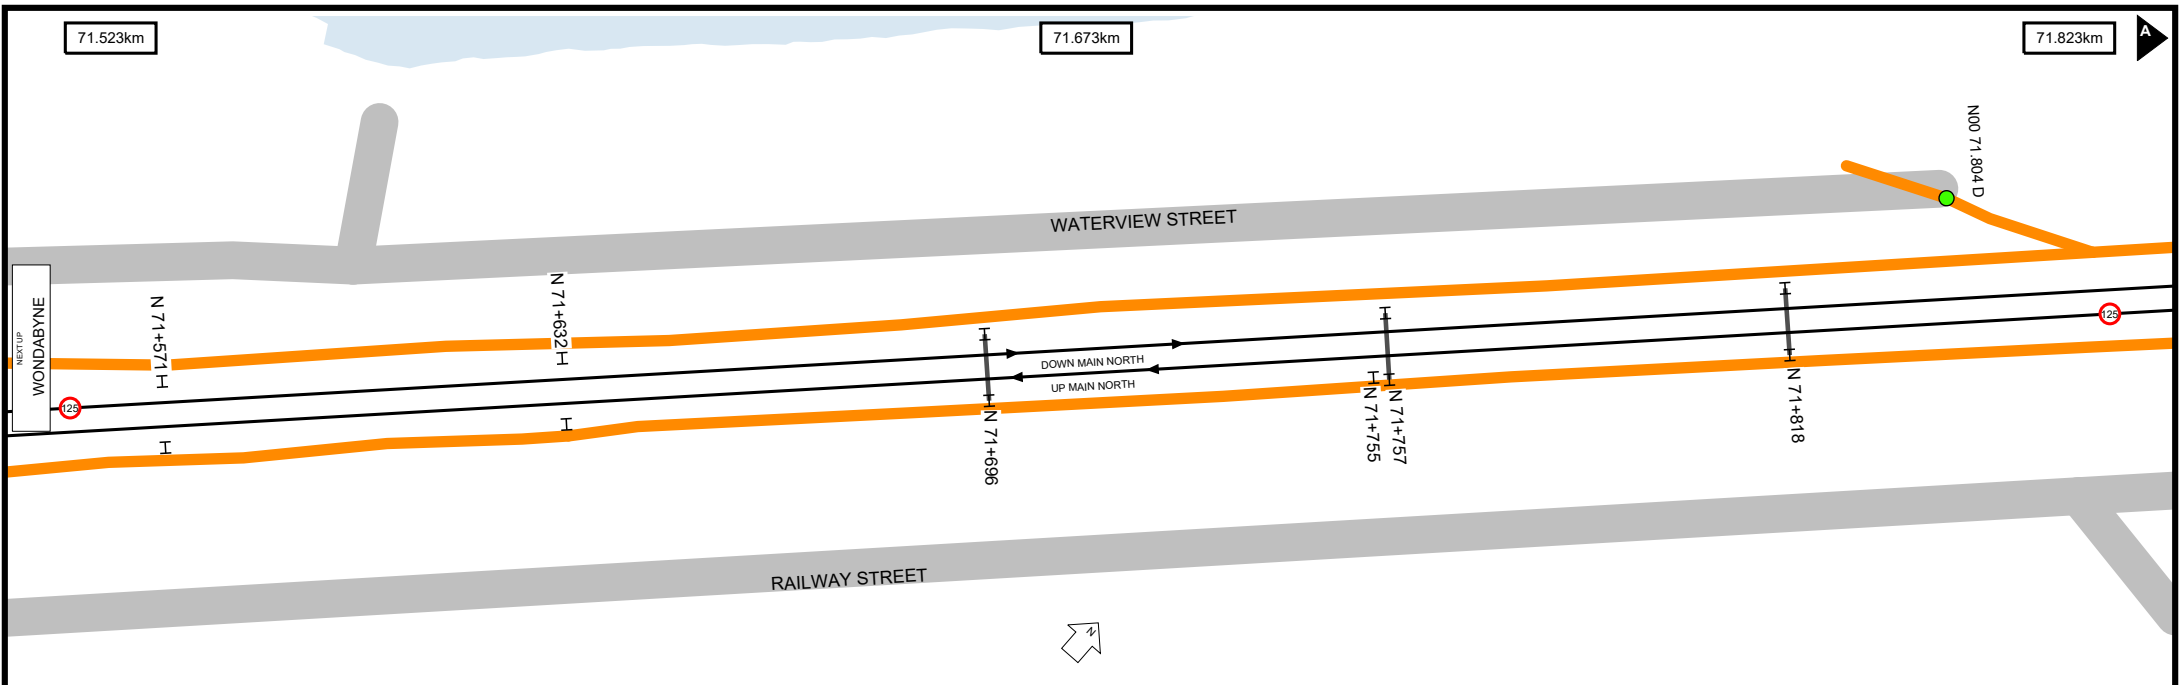 71.523km
71.673km
71.823km
A
N00 71.804 D
WATERVIEW STREET
NEXT UP
WONDABYNE
N 71+571
N 71+632
125
125
DOWN MAIN NORTH
UP MAIN NORTH
N 71+696
N 71+755
N 71+757
N 71+818
RAILWAY STREET
N